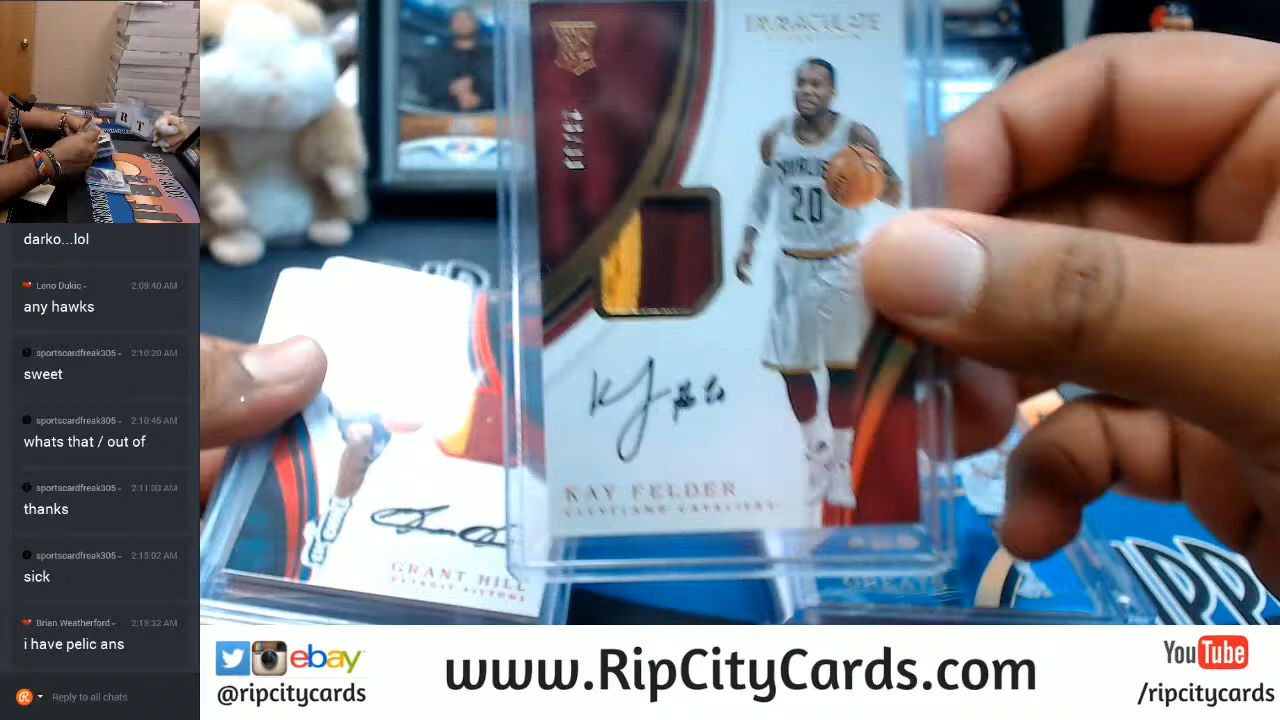 darko...lol
Leno Dukic
2:09:40 AM
any hawks
sportscardfreak305
2:10:20 AM
sweet
sportscardfreak305
2:10:45 AM
whats that / out of
sportscardfreak305
2:11:03 AM
thanks
sportscardfreak305
2:15:02 AM
sick
Brian Weatherford
2:15:32 AM
i have pelic ans
Reply to all chats
R T
IMMACULATE
RC
20
KAY FELDER
CLEVELAND CAVALIERS
GRANT HILL
DETROIT PISTONS
ebay
@ripcitycards
www.RipCityCards.com
YouTube
/ripcitycards